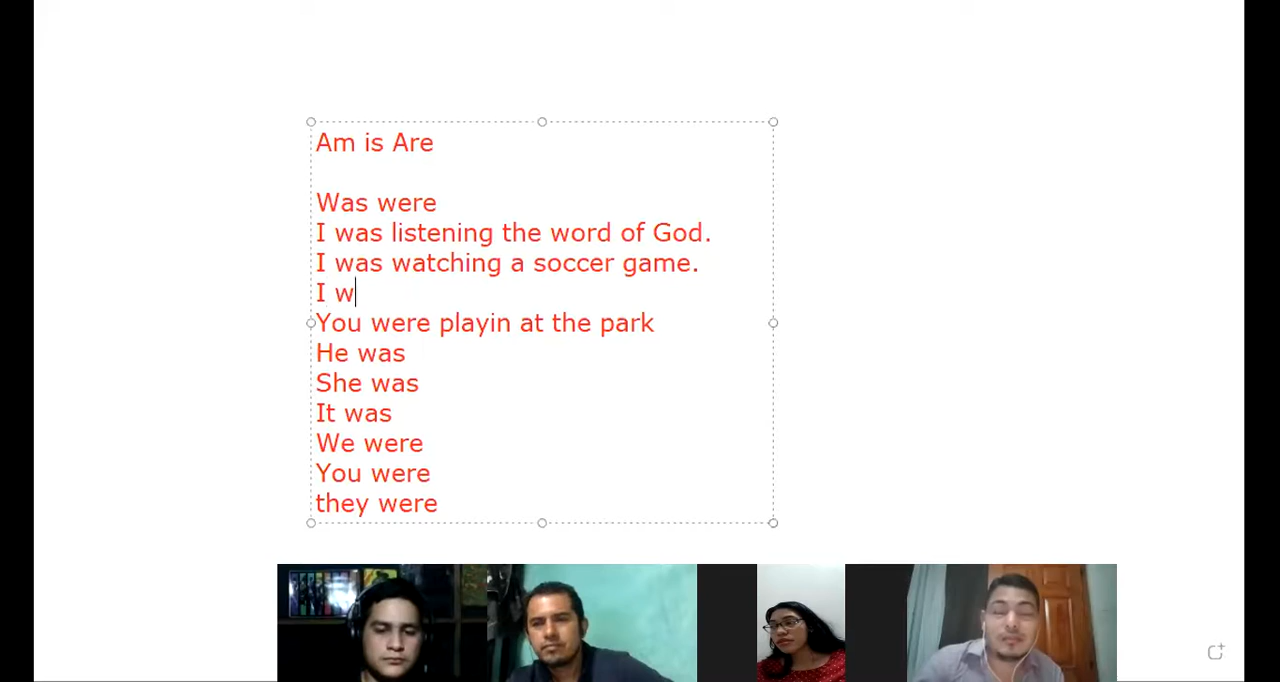 Am is Are
Was were
I was listening the word of God.
I was watching a soccer game.
I w
You were playin at the park
He was
She was
It was
We were
You were
they were